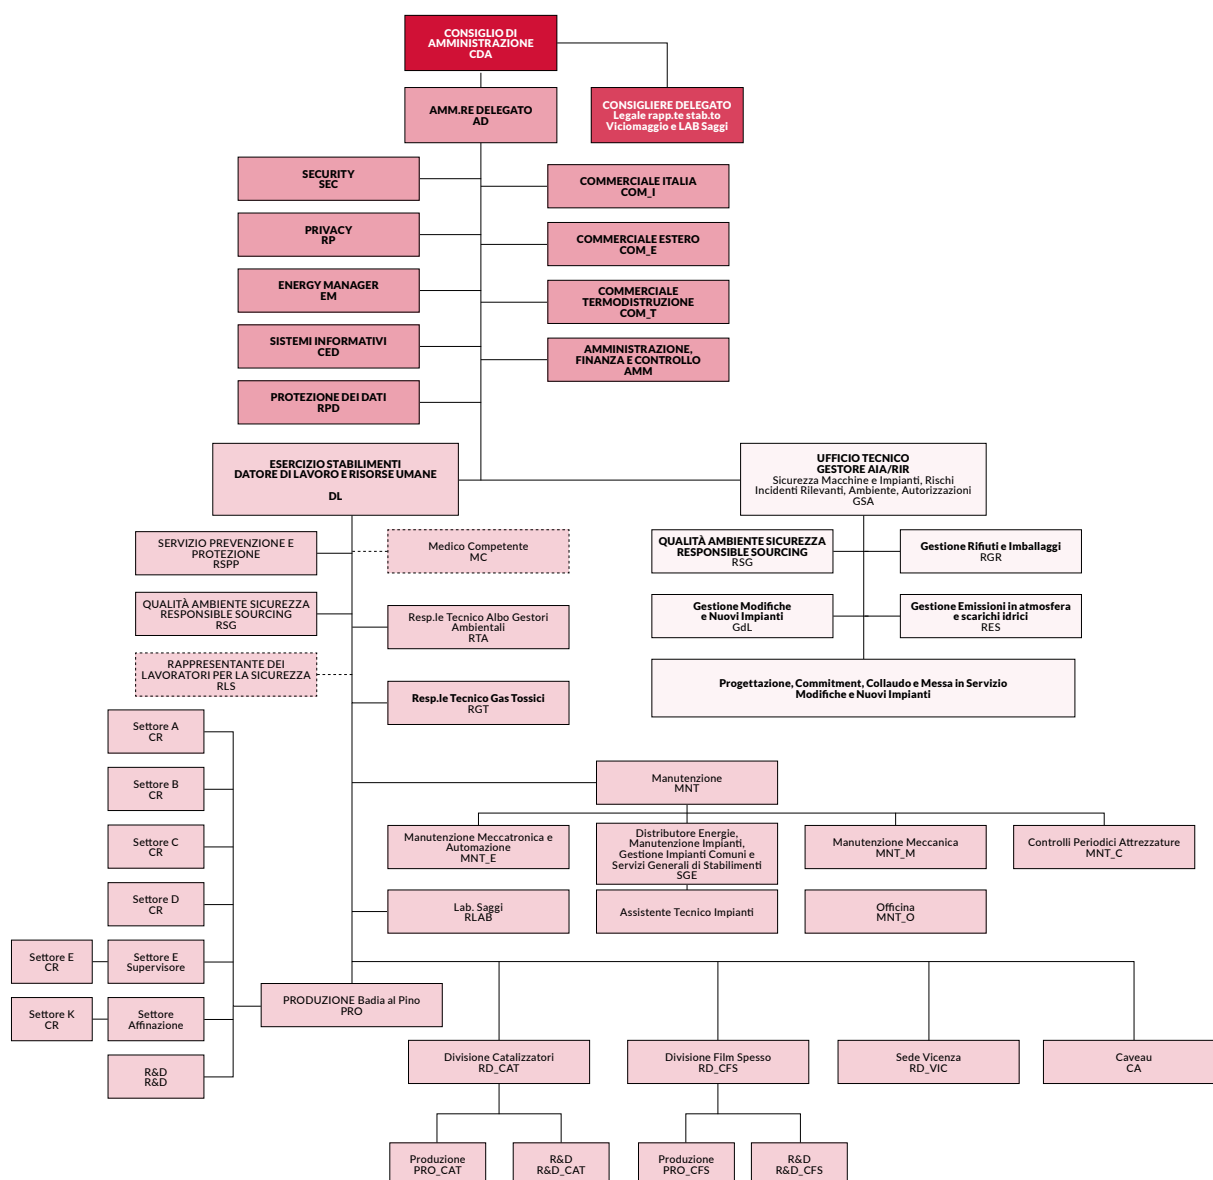 CONSIGLIO DI
AMMINISTRAZIONE
CDA
AMM.RE DELEGATO
AD
CONSIGLIERE DELEGATO
Legale rapp.te stab.to
Viciomaggio e LAB Saggi
SECURITY
SEC
COMMERCIALE ITALIA
COM_I
PRIVACY
RP
COMMERCIALE ESTERO
COM_E
ENERGY MANAGER
EM
COMMERCIALE
TERMODISTRUZIONE
COM_T
SISTEMI INFORMATIVI
CED
AMMINISTRAZIONE,
FINANZA E CONTROLLO
AMM
PROTEZIONE DEI DATI
RPD
ESERCIZIO STABILIMENTI
DATORE DI LAVORO E RISORSE UMANE
DL
UFFICIO TECNICO
GESTORE AIA/RIR
Sicurezza Macchine e Impianti, Rischi
Incidenti Rilevanti, Ambiente, Autorizzazioni
GSA
SERVIZIO PREVENZIONE E
PROTEZIONE
RSPP
Medico Competente
MC
QUALITÀ AMBIENTE SICUREZZA
RESPONSIBLE SOURCING
RSG
Gestione Rifiuti e Imballaggi
RGR
QUALITÀ AMBIENTE SICUREZZA
RESPONSIBLE SOURCING
RSG
Resp.le Tecnico Albo Gestori
Ambientali
RTA
Gestione Modifiche
e Nuovi Impianti
GdL
Gestione Emissioni in atmosfera
e scarichi idrici
RES
RAPPRESENTANTE DEI
LAVORATORI PER LA SICUREZZA
RLS
Resp.le Tecnico Gas Tossici
RGT
Progettazione, Commitment, Collaudo e Messa in Servizio
Modifiche e Nuovi Impianti
Settore A
CR
Settore B
CR
Settore C
CR
Settore D
CR
Settore E
CR
Settore E
Supervisore
Settore K
CR
Settore
Affinazione
R&D
R&D
Manutenzione
MNT
Manutenzione Meccatronica e
Automazione
MNT_E
Distributore Energie,
Manutenzione Impianti,
Gestione Impianti Comuni e
Servizi Generali di Stabilimenti
SGE
Manutenzione Meccanica
MNT_M
Controlli Periodici Attrezzature
MNT_C
Lab. Saggi
RLAB
Assistente Tecnico Impianti
Officina
MNT_O
PRODUZIONE Badia al Pino
PRO
Divisione Catalizzatori
RD_CAT
Divisione Film Spesso
RD_CFS
Sede Vicenza
RD_VIC
Caveau
CA
Produzione
PRO_CAT
R&D
R&D_CAT
Produzione
PRO_CFS
R&D
R&D_CFS